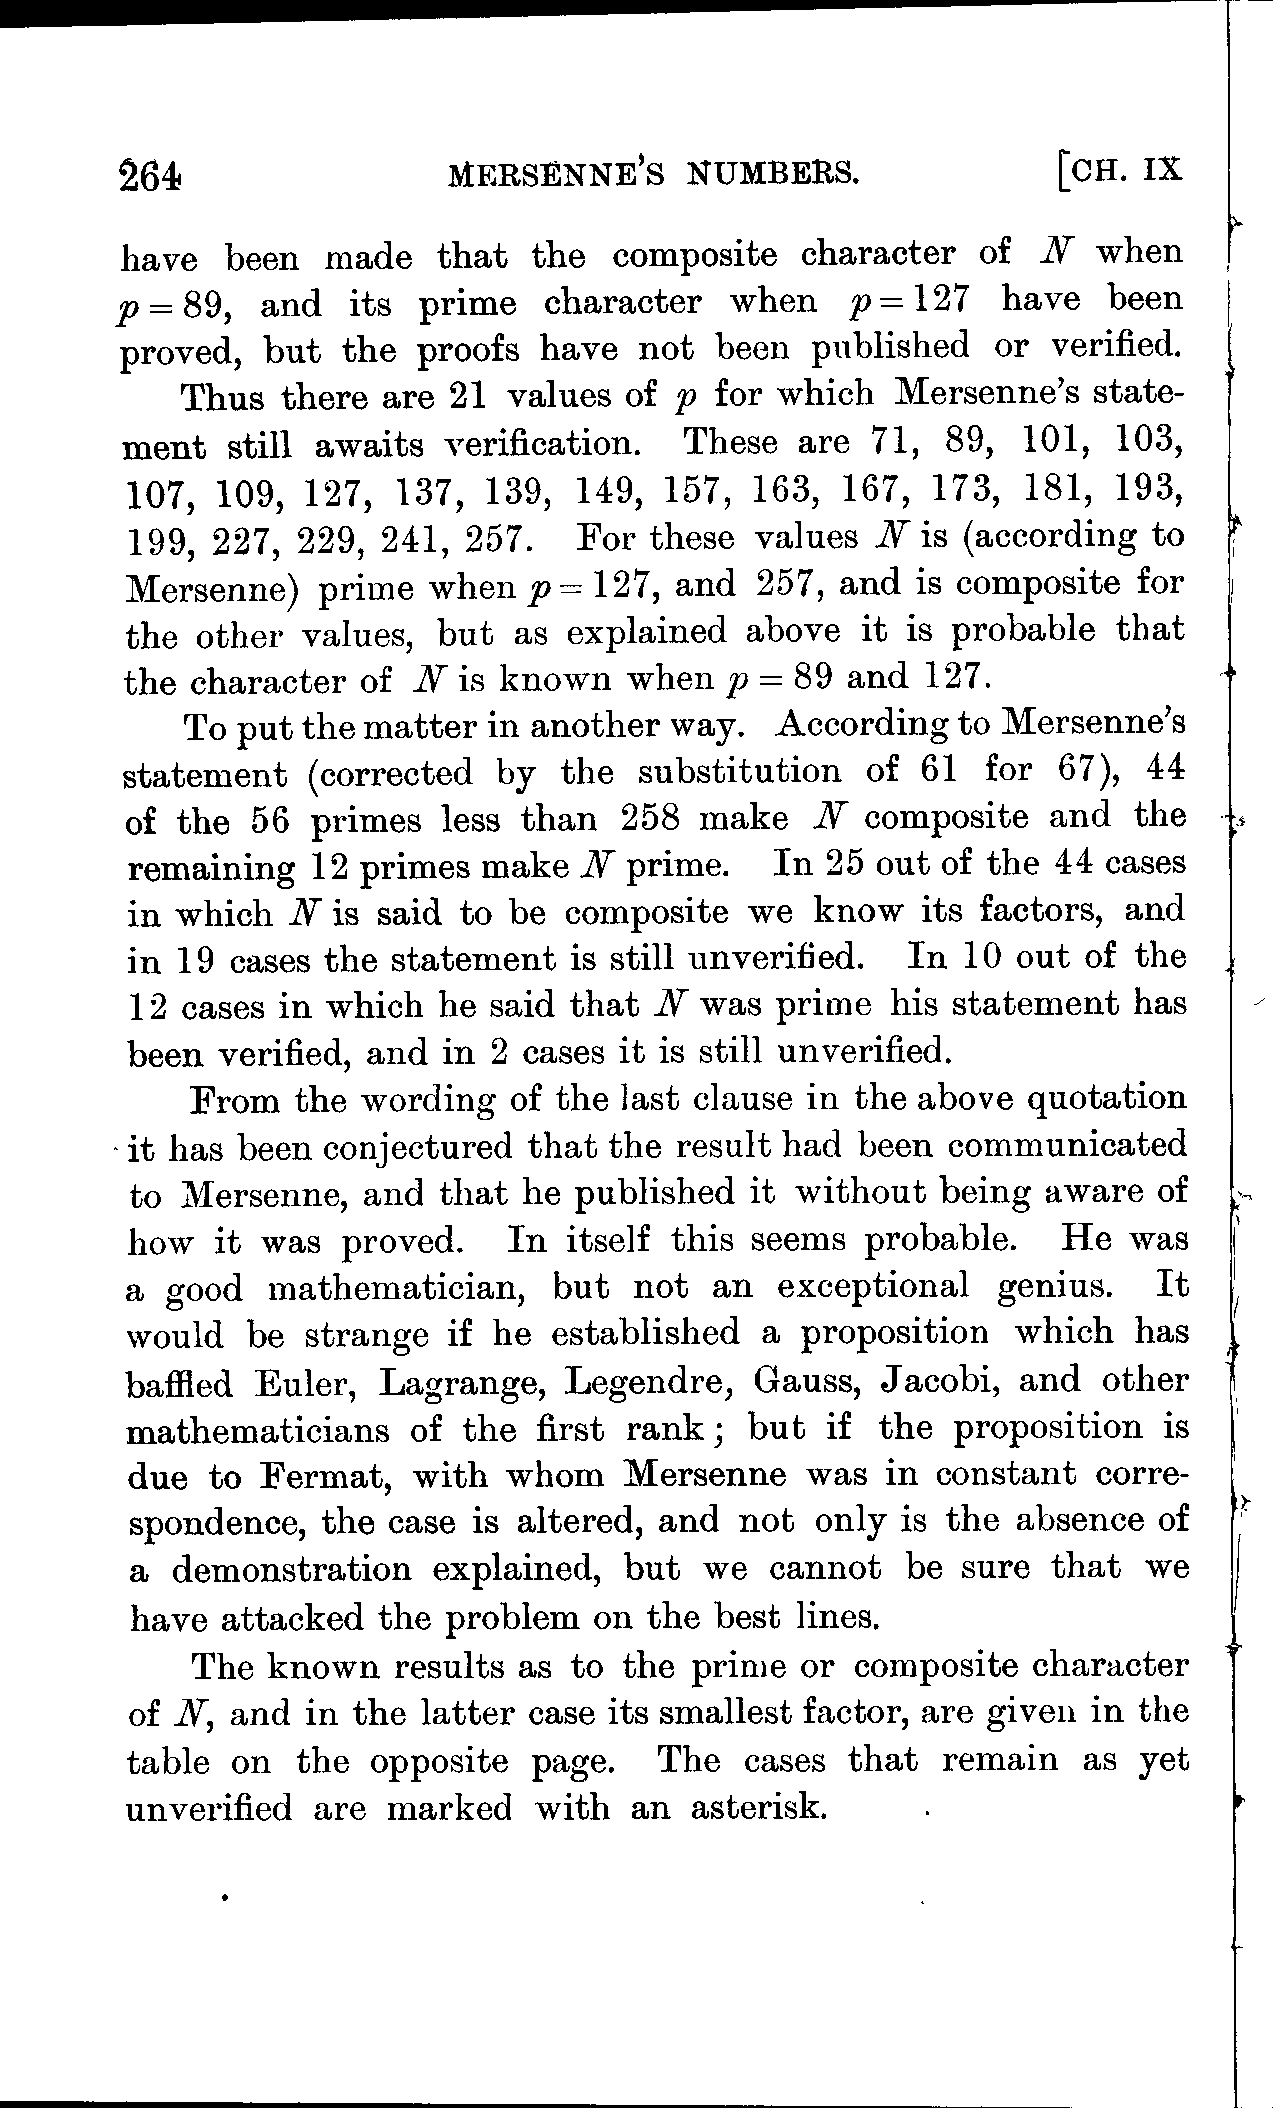 264 MERSENNE'S NUMBERS. [CH. IX
have been made that the composite character of N when
p = 89, and its prime character when p = 127 have been
proved, but the proofs have not been published or verified.
Thus there are 21 values of p for which Mersenne's state-
ment still awaits verification. These are 71, 89, 101, 103,
107, 109, 127, 137, 139, 149, 157, 163, 167, 173, 181, 193,
199, 227, 229, 241, 257. For these values N is (according to
Mersenne) prime when p = 127, and 257, and is composite for
the other values, but as explained above it is probable that
the character of N is known when p = 89 and 127.
To put the matter in another way. According to Mersenne's
statement (corrected by the substitution of 61 for 67), 44
of the 56 primes less than 258 make N composite and the
remaining 12 primes make N prime. In 25 out of the 44 cases
in which N is said to be composite we know its factors, and
in 19 cases the statement is still unverified. In 10 out of the
12 cases in which he said that N was prime his statement has
been verified, and in 2 cases it is still unverified.
From the wording of the last clause in the above quotation
it has been conjectured that the result had been communicated
to Mersenne, and that he published it without being aware of
how it was proved. In itself this seems probable. He was
a good mathematician, but not an exceptional genius. It
would be strange if he established a proposition which has
baffled Euler, Lagrange, Legendre, Gauss, Jacobi, and other
mathematicians of the first rank; but if the proposition is
due to Fermat, with whom Mersenne was in constant corre-
spondence, the case is altered, and not only is the absence of
a demonstration explained, but we cannot be sure that we
have attacked the problem on the best lines.
The known results as to the prime or composite character
of N, and in the latter case its smallest factor, are given in the
table on the opposite page. The cases that remain as yet
unverified are marked with an asterisk.